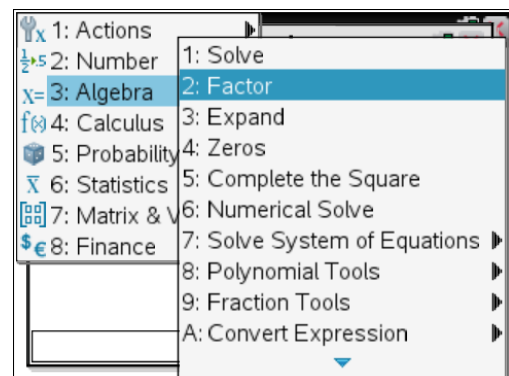 1: Actions
2: Number
3: Algebra
4: Calculus
5: Probability
6: Statistics
7: Matrix & V
8: Finance
1: Solve
2: Factor
3: Expand
4: Zeros
5: Complete the Square
6: Numerical Solve
7: Solve System of Equations
8: Polynomial Tools
9: Fraction Tools
A: Convert Expression